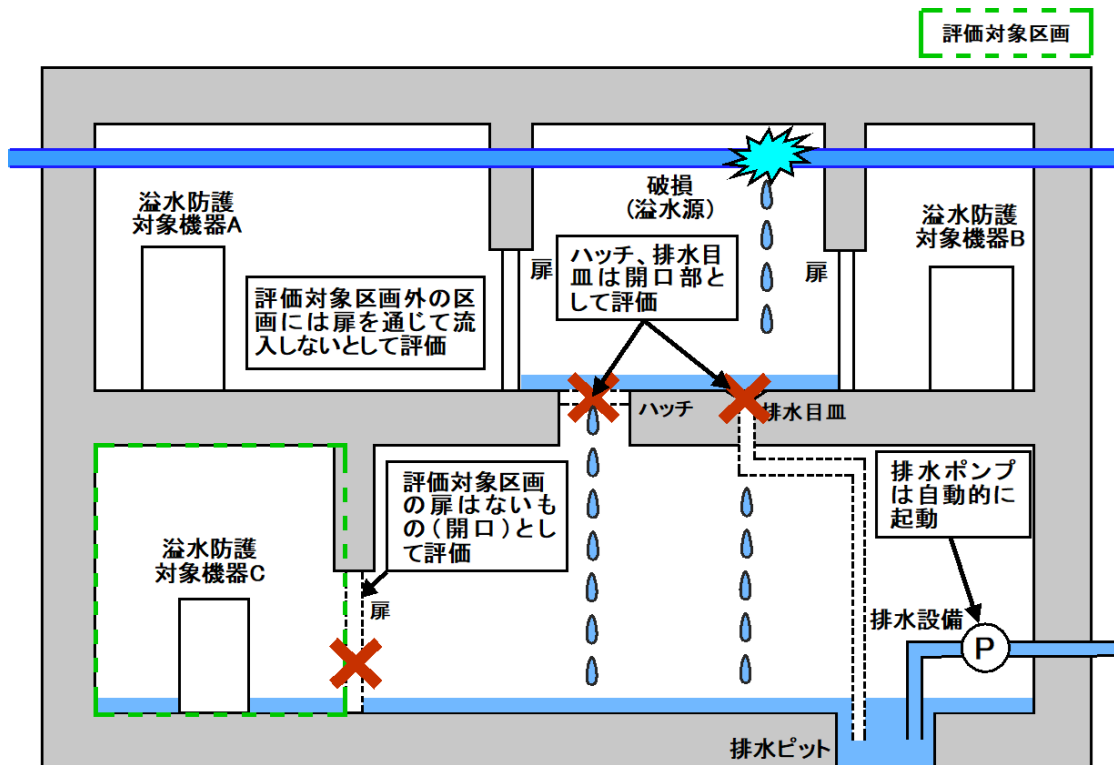 評価対象区画
溢水防護
対象機器A
破損
(溢水源)
溢水防護
対象機器B
扉
ハッチ、排水目
皿は開口部と
して評価
扉
評価対象区画外の区
画には扉を通じて流
入しないとして評価
ハッチ
排水目皿
評価対象区画
の扉はないも
の(開口)とし
て評価
排水ポンプ
は自動的に
起動
溢水防護
対象機器C
扉
排水設備
P
排水ピット